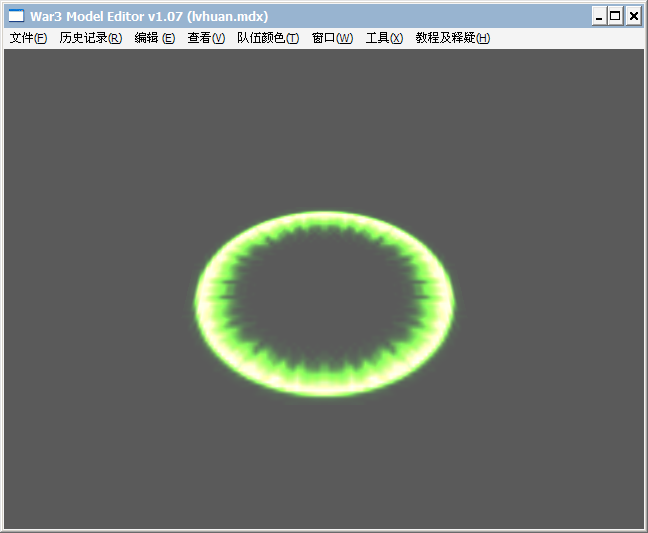 War3 Model Editor v1.07 (lvhuan.mdx)
文件(F) 历史记录(R) 编辑 (E) 查看(V) 队伍颜色(T) 窗口(W) 工具(X) 教程及释疑(H)